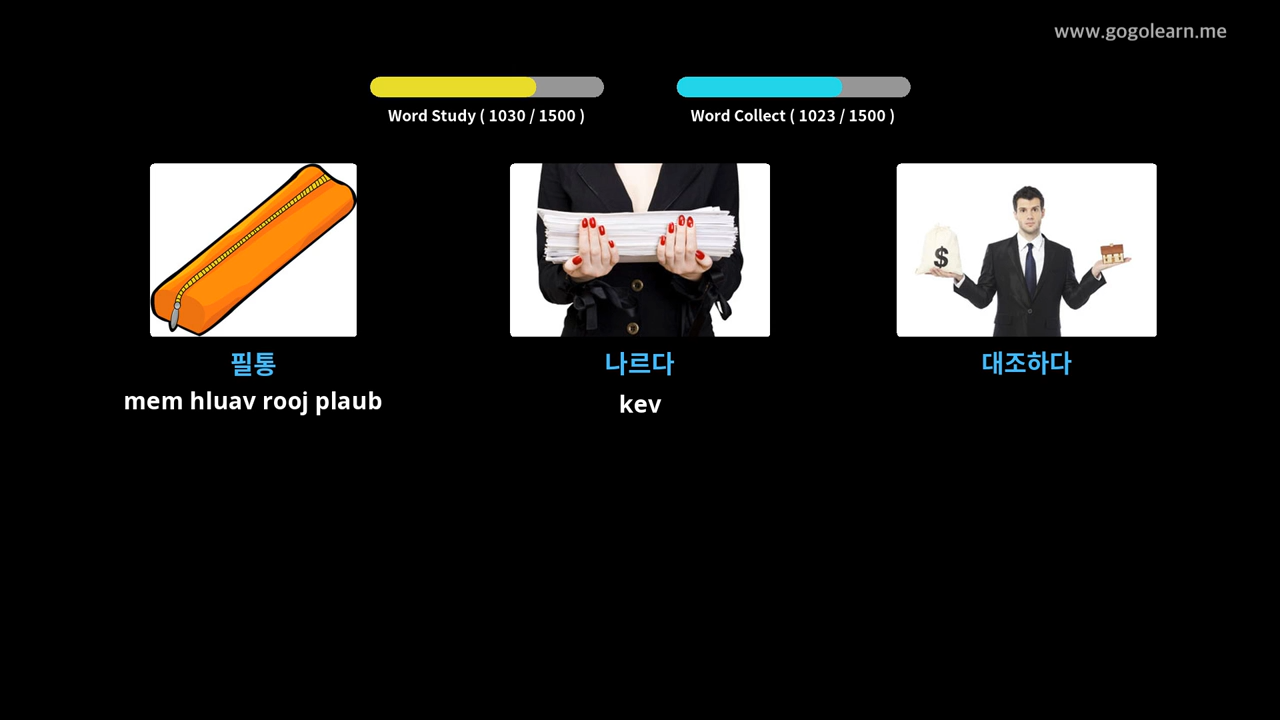 www.gogolearn.me
Word Study ( 1030 / 1500 )
Word Collect ( 1023 / 1500 )
$
필통
나르다
대조하다
mem hluav rooj plaub
kev